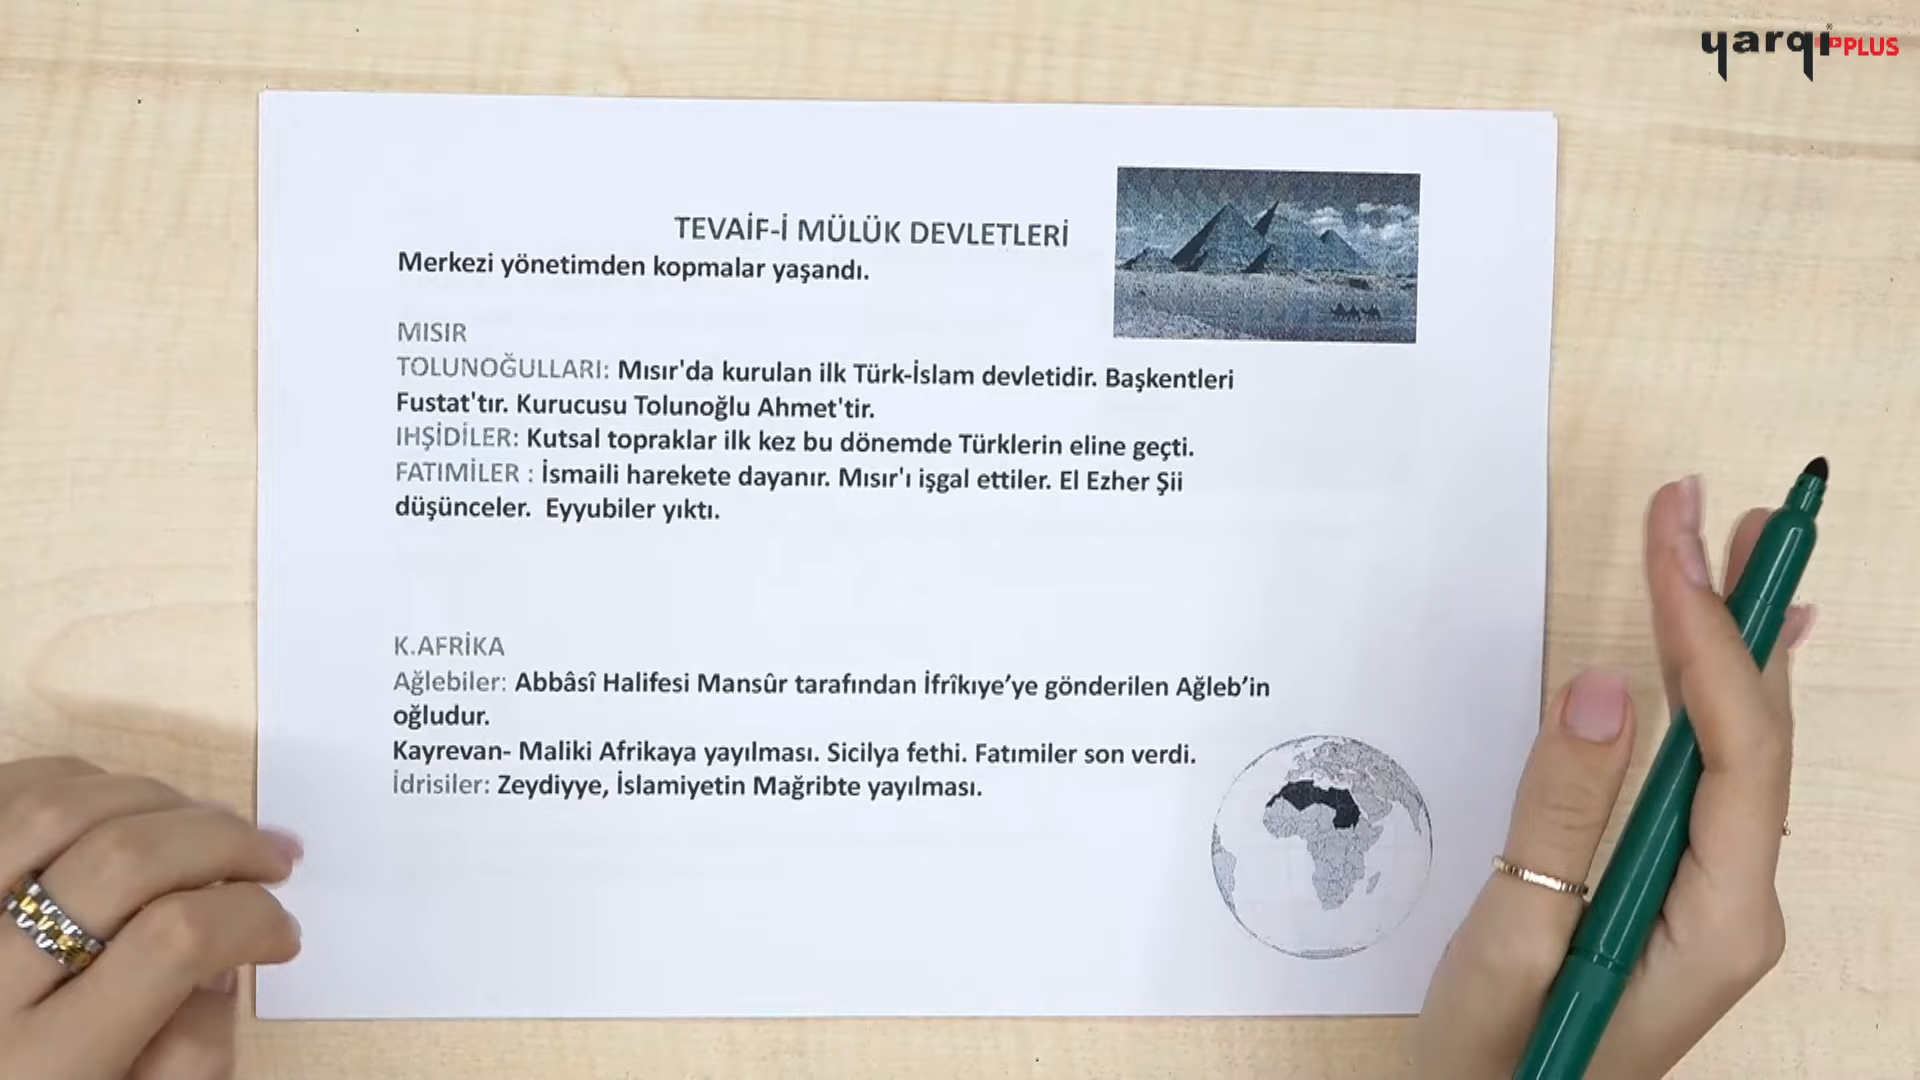 yarqi PLUS
TEVAİF-İ MÜLÜK DEVLETLERİ
Merkezi yönetimden kopmalar yaşandı.
MISIR
TOLUNOĞULLARI: Mısır'da kurulan ilk Türk-İslam devletidir. Başkentleri
Fustat'tır. Kurucusu Tolunoğlu Ahmet'tir.
IHŞİDİLER: Kutsal topraklar ilk kez bu dönemde Türklerin eline geçti.
FATIMİLER : İsmaili harekete dayanır. Mısır'ı işgal ettiler. El Ezher Şii
düşünceler. Eyyubiler yıktı.
K.AFRİKA
Ağlebiler: Abbâsî Halifesi Mansûr tarafından İfrîkıye’ye gönderilen Ağleb’in
oğludur.
Kayrevan- Maliki Afrikaya yayılması. Sicilya fethi. Fatımiler son verdi.
İdrisiler: Zeydiyye, İslamiyetin Mağribte yayılması.